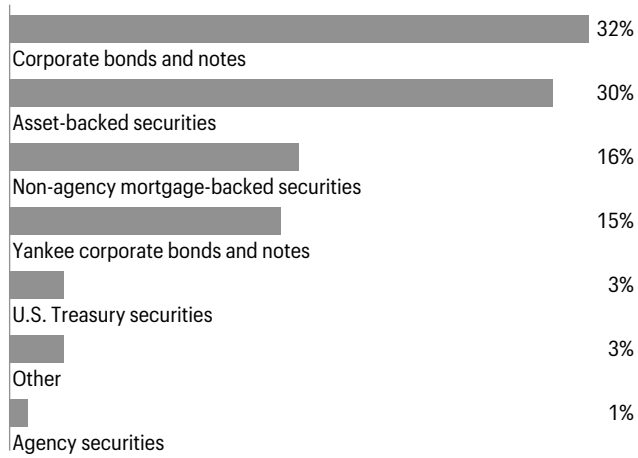 32%
Corporate bonds and notes
30%
Asset-backed securities
16%
Non-agency mortgage-backed securities
15%
Yankee corporate bonds and notes
3%
U.S. Treasury securities
3%
Other
1%
Agency securities